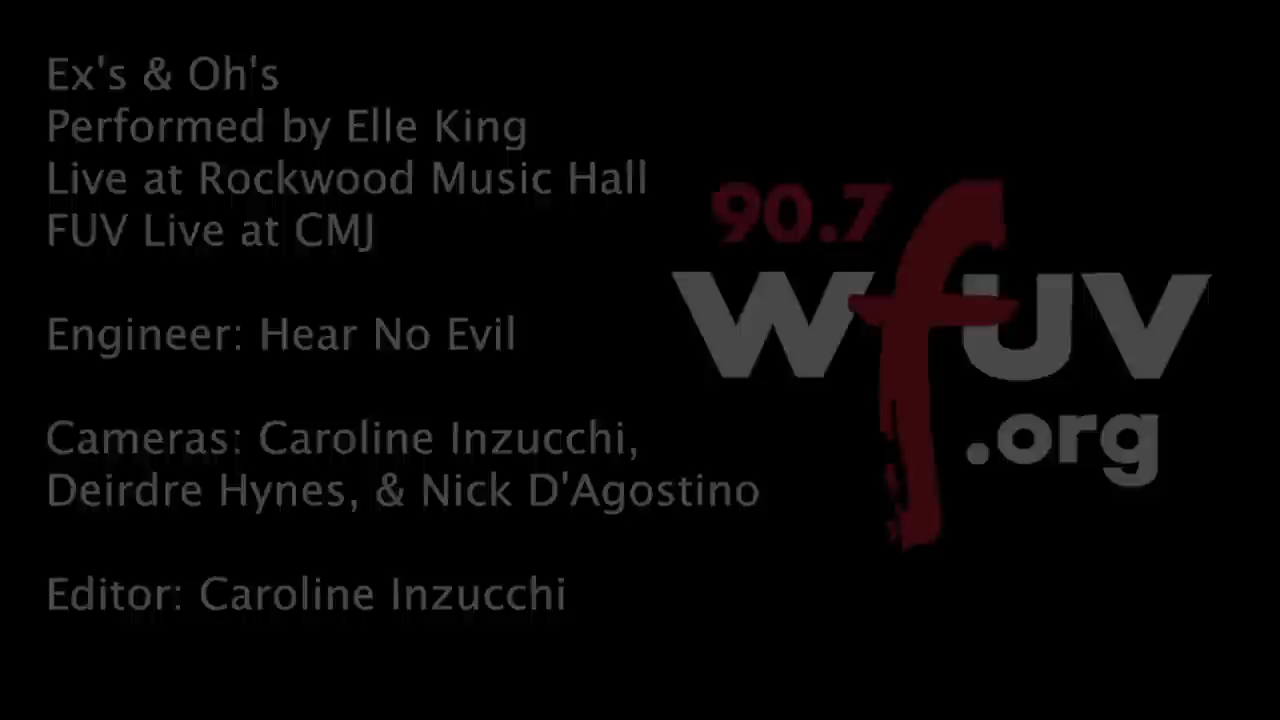 Ex's & Oh's
Performed by Elle King
Live at Rockwood Music Hall
FUV Live at CMJ
Engineer: Hear No Evil
Cameras: Caroline Inzucchi,
Deirdre Hynes, & Nick D'Agostino
Editor: Caroline Inzucchi
90.7
wfuv
.org